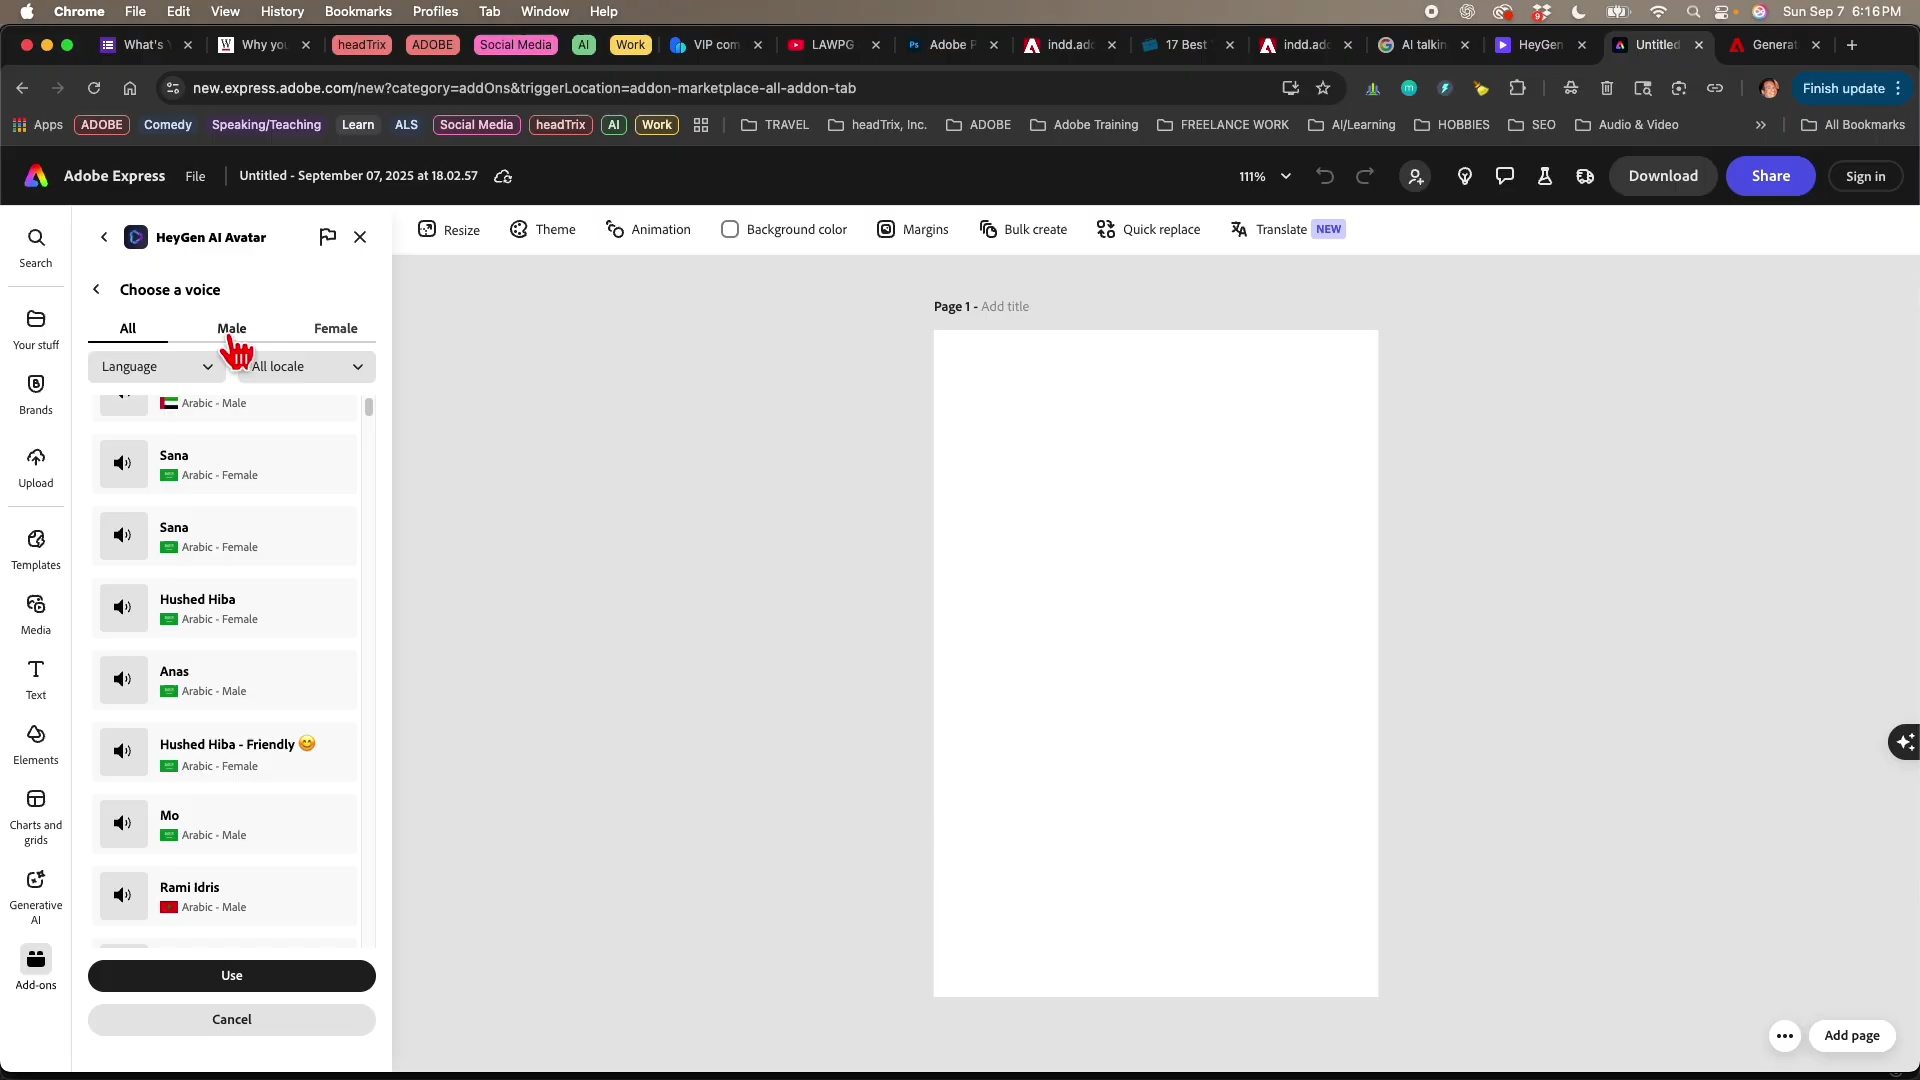 Chrome File Edit View History Bookmarks Profiles Tab Window Help Sun Sep 7 6:16 PM
What's Why you headTrix ADOBE Social Media AI Work VIP com LAWPG Adobe P 17 Best AI talkin HeyGen Untitled Generat
new.express.adobe.com/new?category=addOns&triggerLocation=addon-marketplace-all-addon-tab Finish update
Apps ADOBE Comedy Speaking/Teaching Learn ALS Social Media headTrix AI Work TRAVEL headTrix, Inc. ADOBE Adobe Training FREELANCE WORK AI/Learning HOBBIES SEO Audio & Video All Bookmarks
Adobe Express File Untitled - September 07, 2025 at 18.02.57 111% Download Share Sign in
Search
Your stuff
Brands
Upload
Templates
Media
Text
Elements
Charts and
grids
Generative
AI
Add-ons
HeyGen AI Avatar
Choose a voice
All Male Female
Language All locale
Arabic - Male
Sana
Arabic - Female
Sana
Arabic - Female
Hushed Hiba
Arabic - Female
Anas
Arabic - Male
Hushed Hiba - Friendly 😊
Arabic - Female
Mo
Arabic - Male
Rami Idris
Arabic - Male
Use
Cancel
Resize Theme Animation Background color Margins Bulk create Quick replace Translate NEW
Page 1 - Add title
Add page